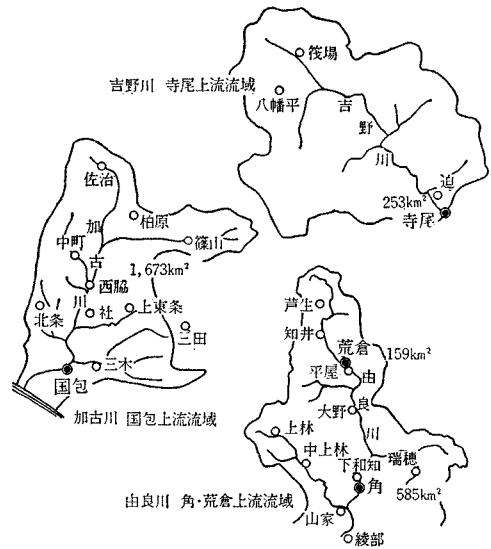 吉野川 寺尾上流流域
筏場
八幡平
吉野川
迫
253km²
寺尾
佐治
加古川
柏原
中町
篠山
1,673km²
西脇
北条
社
上東条
三田
三木
国包
加古川 国包上流流域
芦生
知井
荒倉
159km²
平屋
由良川
大野
上林
中上林
下和知
瑞穂
角
585km²
由良川 角・荒倉上流流域
山家
綾部